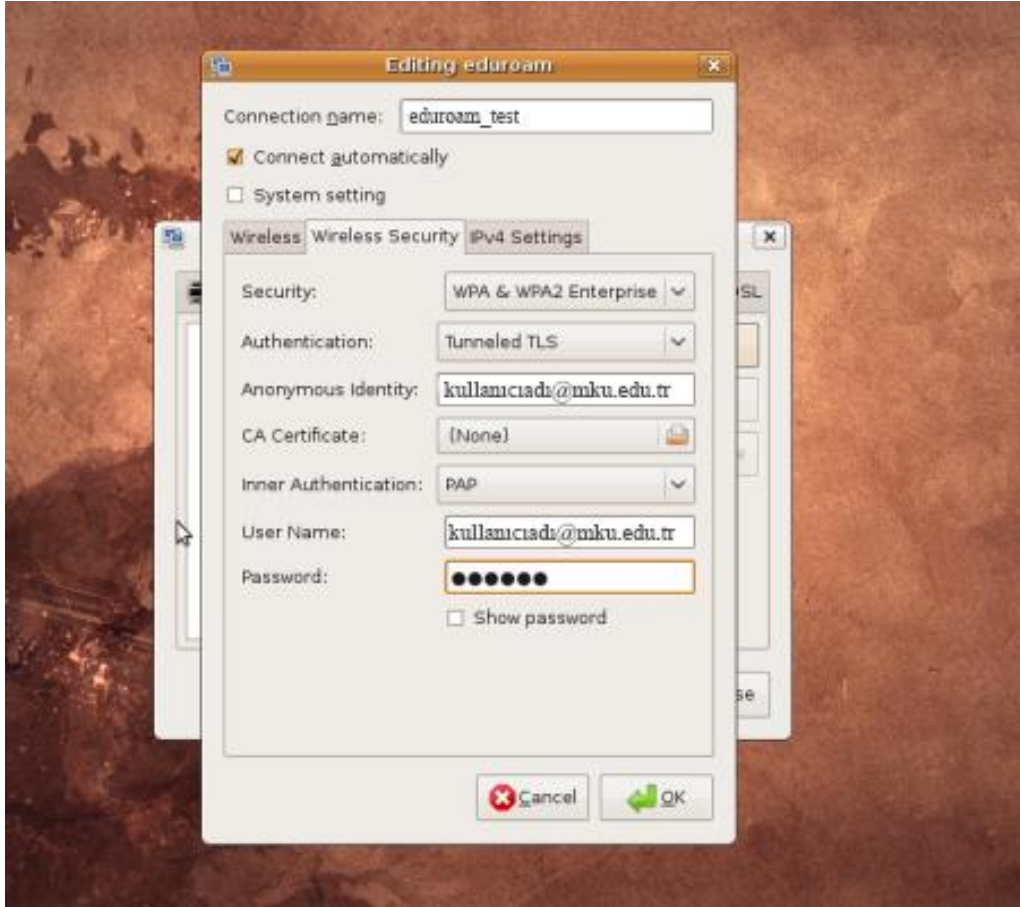 Editing eduroam
Connection name: eduroam_test
Connect automatically
System setting
Wireless Wireless Security IPv4 Settings
Security: WPA & WPA2 Enterprise
Authentication: Tunneled TLS
Anonymous Identity: kullanıcıadı@mku.edu.tr
CA Certificate: (None)
Inner Authentication: PAP
User Name: kullanıcıadı@mku.edu.tr
Password: ●●●●●●
Show password
Cancel OK